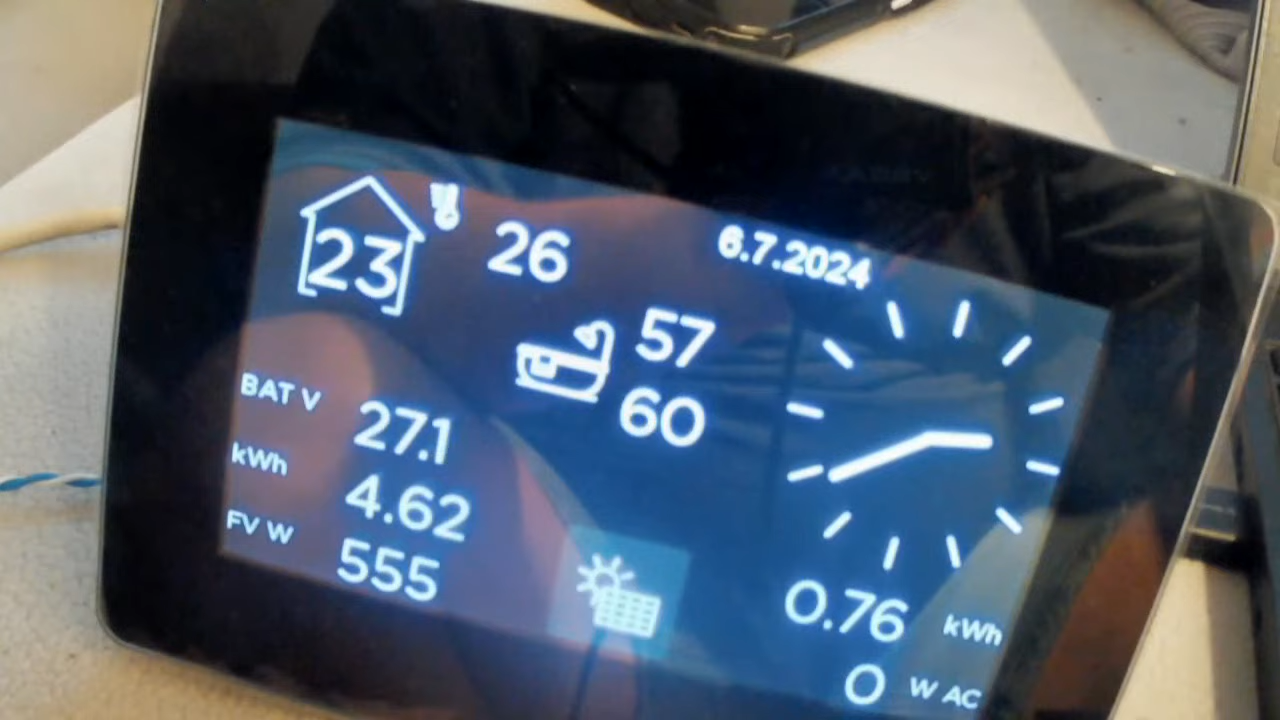 23
26
6.7.2024
57
60
BAT V 27.1
kWh 4.62
FV W 555
0.76 kWh
0 W AC